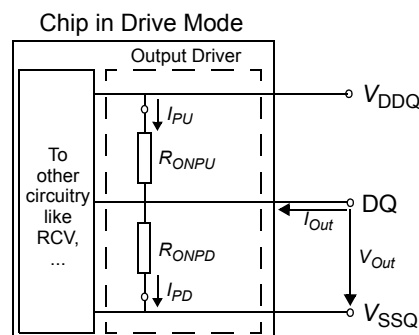 Chip in Drive Mode
Output Driver
To
other
circuitry
like
RCV,
...
IPU
RONPU
RONPD
IPD
VDDQ
DQ
IOut
VOut
VSSQ